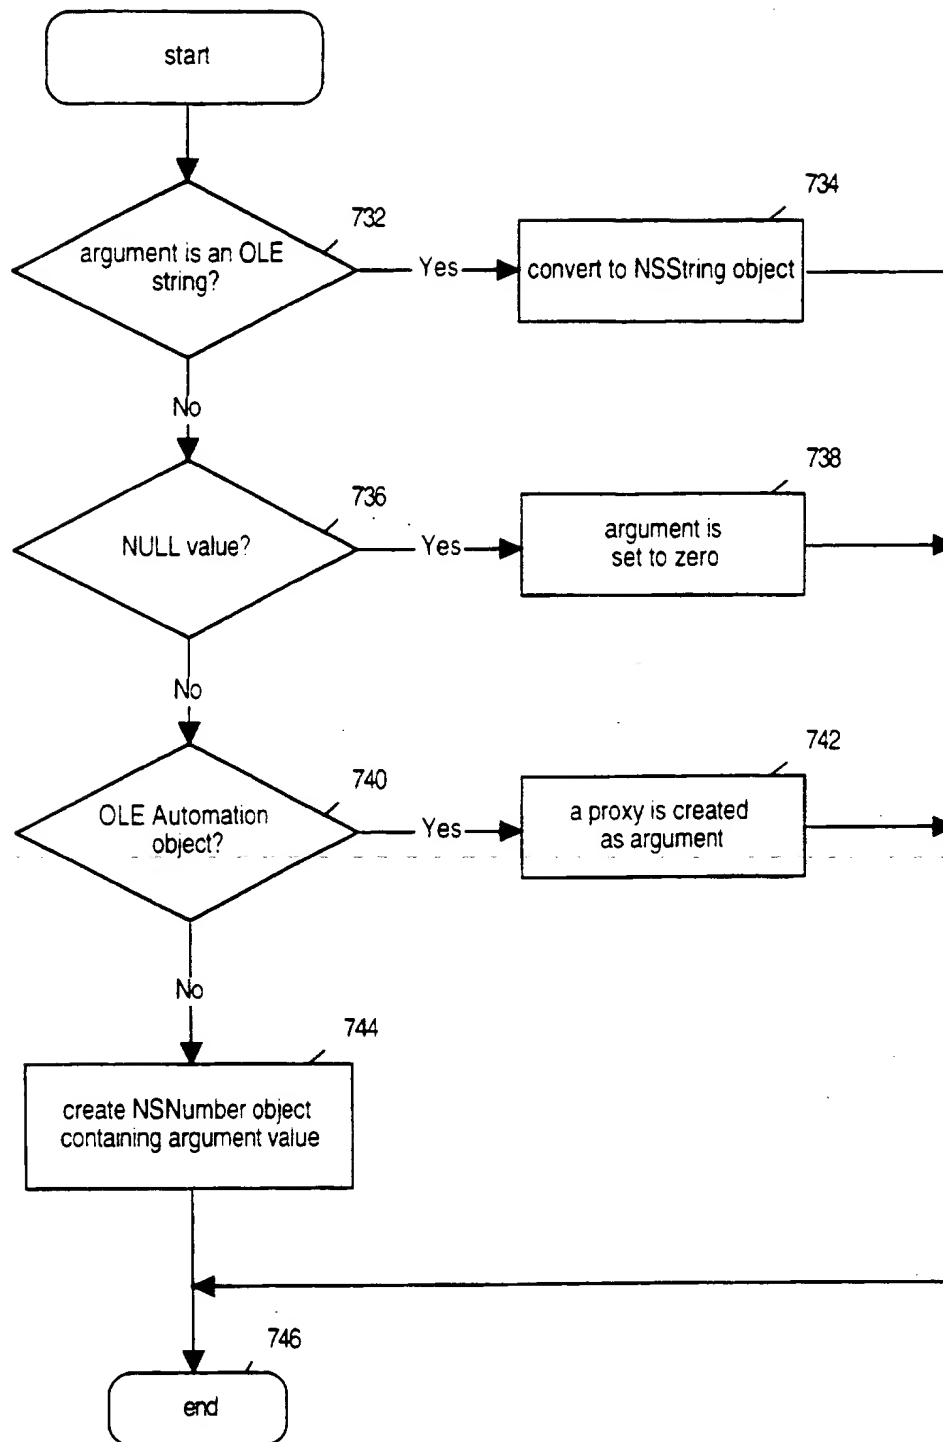 start
732
argument is an OLE
string?
Yes
734
convert to NSString object
No
736
NULL value?
Yes
738
argument is
set to zero
No
740
OLE Automation
object?
Yes
742
a proxy is created
as argument
No
744
create NSNumber object
containing argument value
746
end